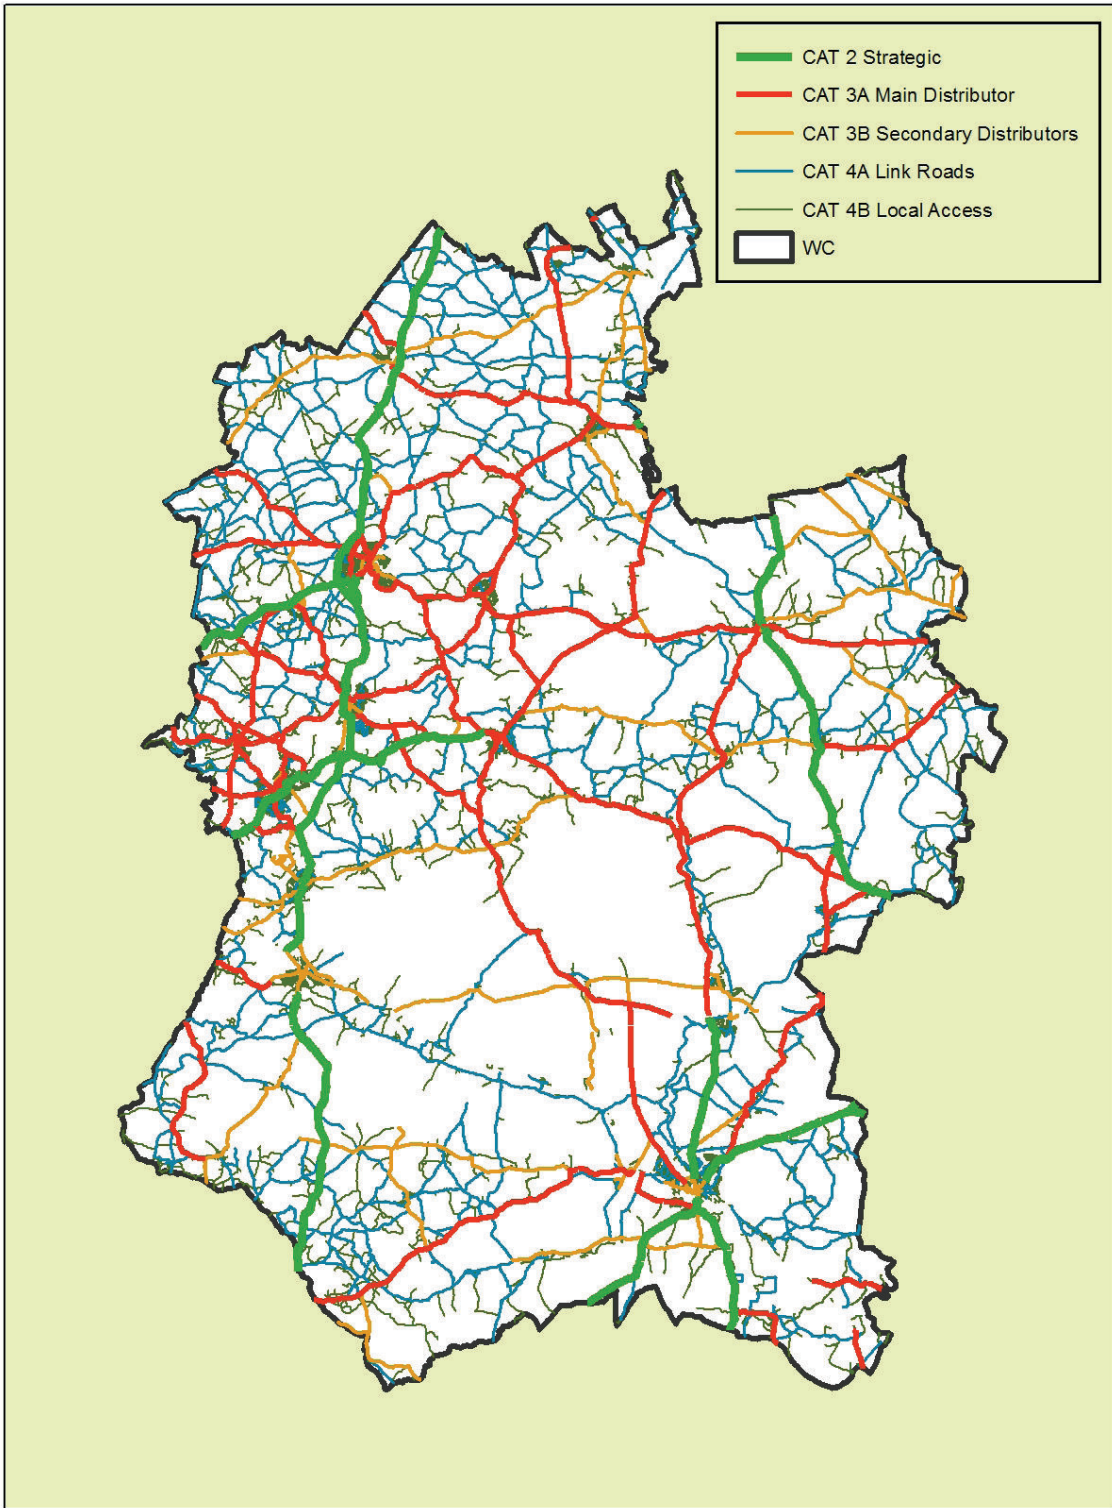 CAT 2 Strategic
CAT 3A Main Distributor
CAT 3B Secondary Distributors
CAT 4A Link Roads
CAT 4B Local Access
WC